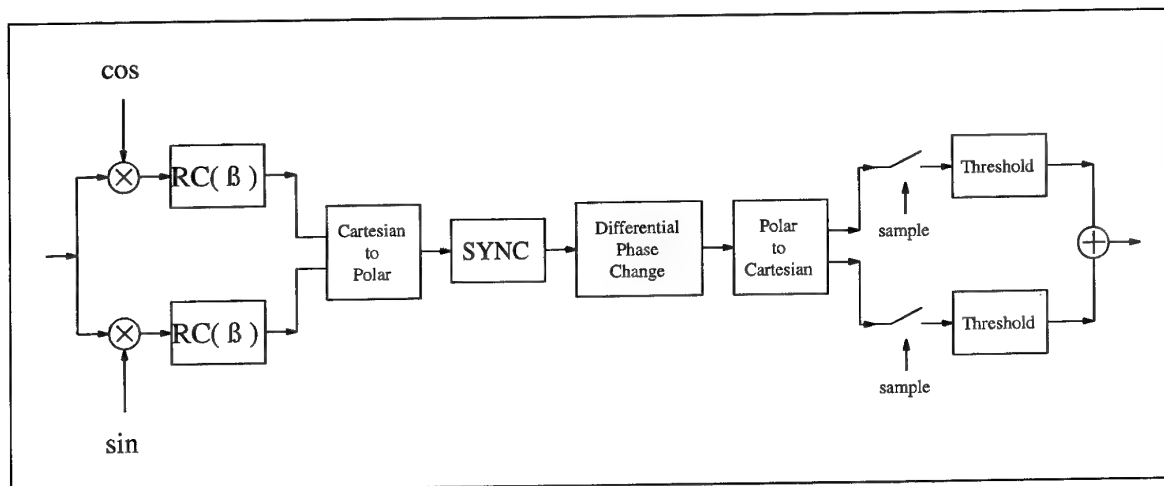 cos
RC( ß )
Cartesian
to
Polar
SYNC
Differential
Phase
Change
Polar
to
Cartesian
sample
Threshold
RC( ß )
sin
sample
Threshold